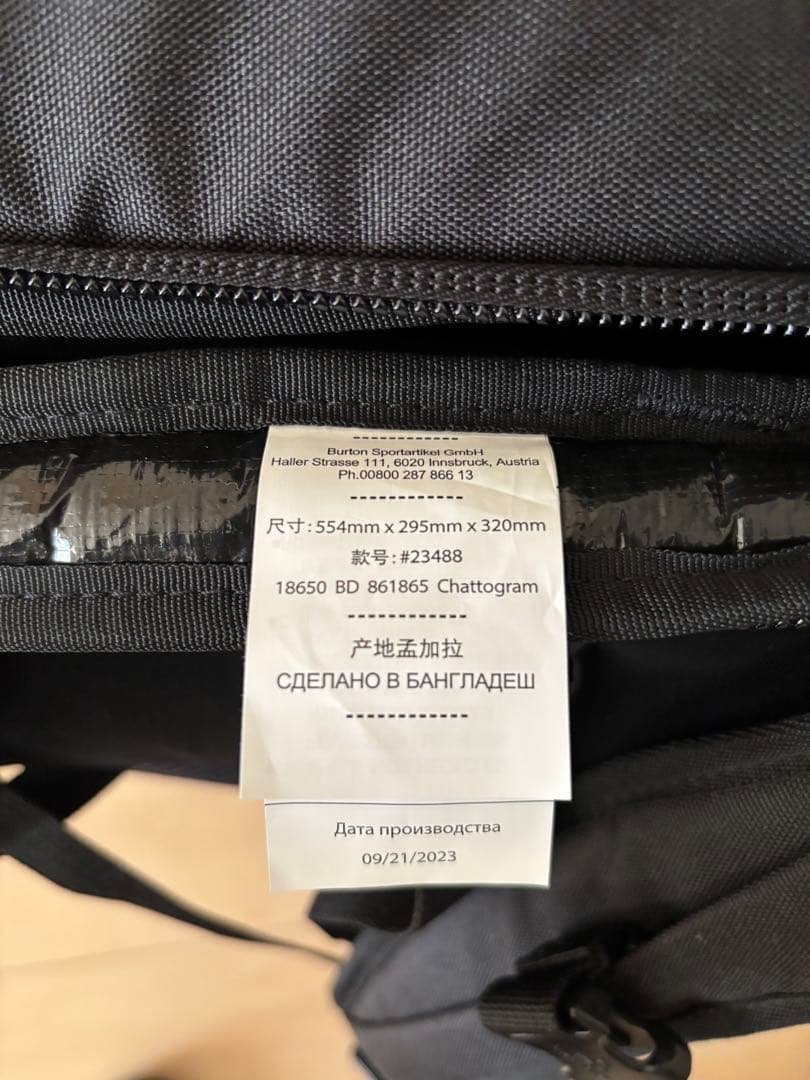 ------------
Burton Sportartikel GmbH
Haller Strasse 111, 6020 Innsbruck, Austria
Ph.00800 287 866 13
------------
尺寸: 554mm x 295mm x 320mm
款号: #23488
18650 BD 861865 Chattogram
------------
产地孟加拉
СДЕЛАНО В БАНГЛАДЕШ
------------
Дата производства
09/21/2023